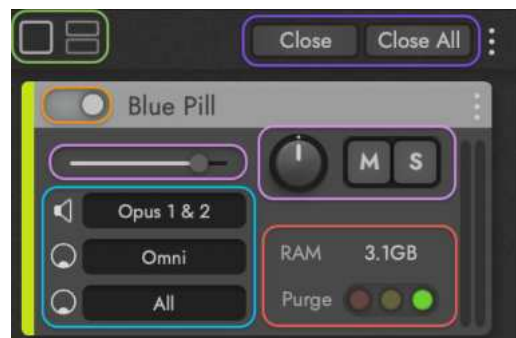 Close Close All
Blue Pill
M S
Opus 1 & 2
Omni
All
RAM 3.1GB
Purge